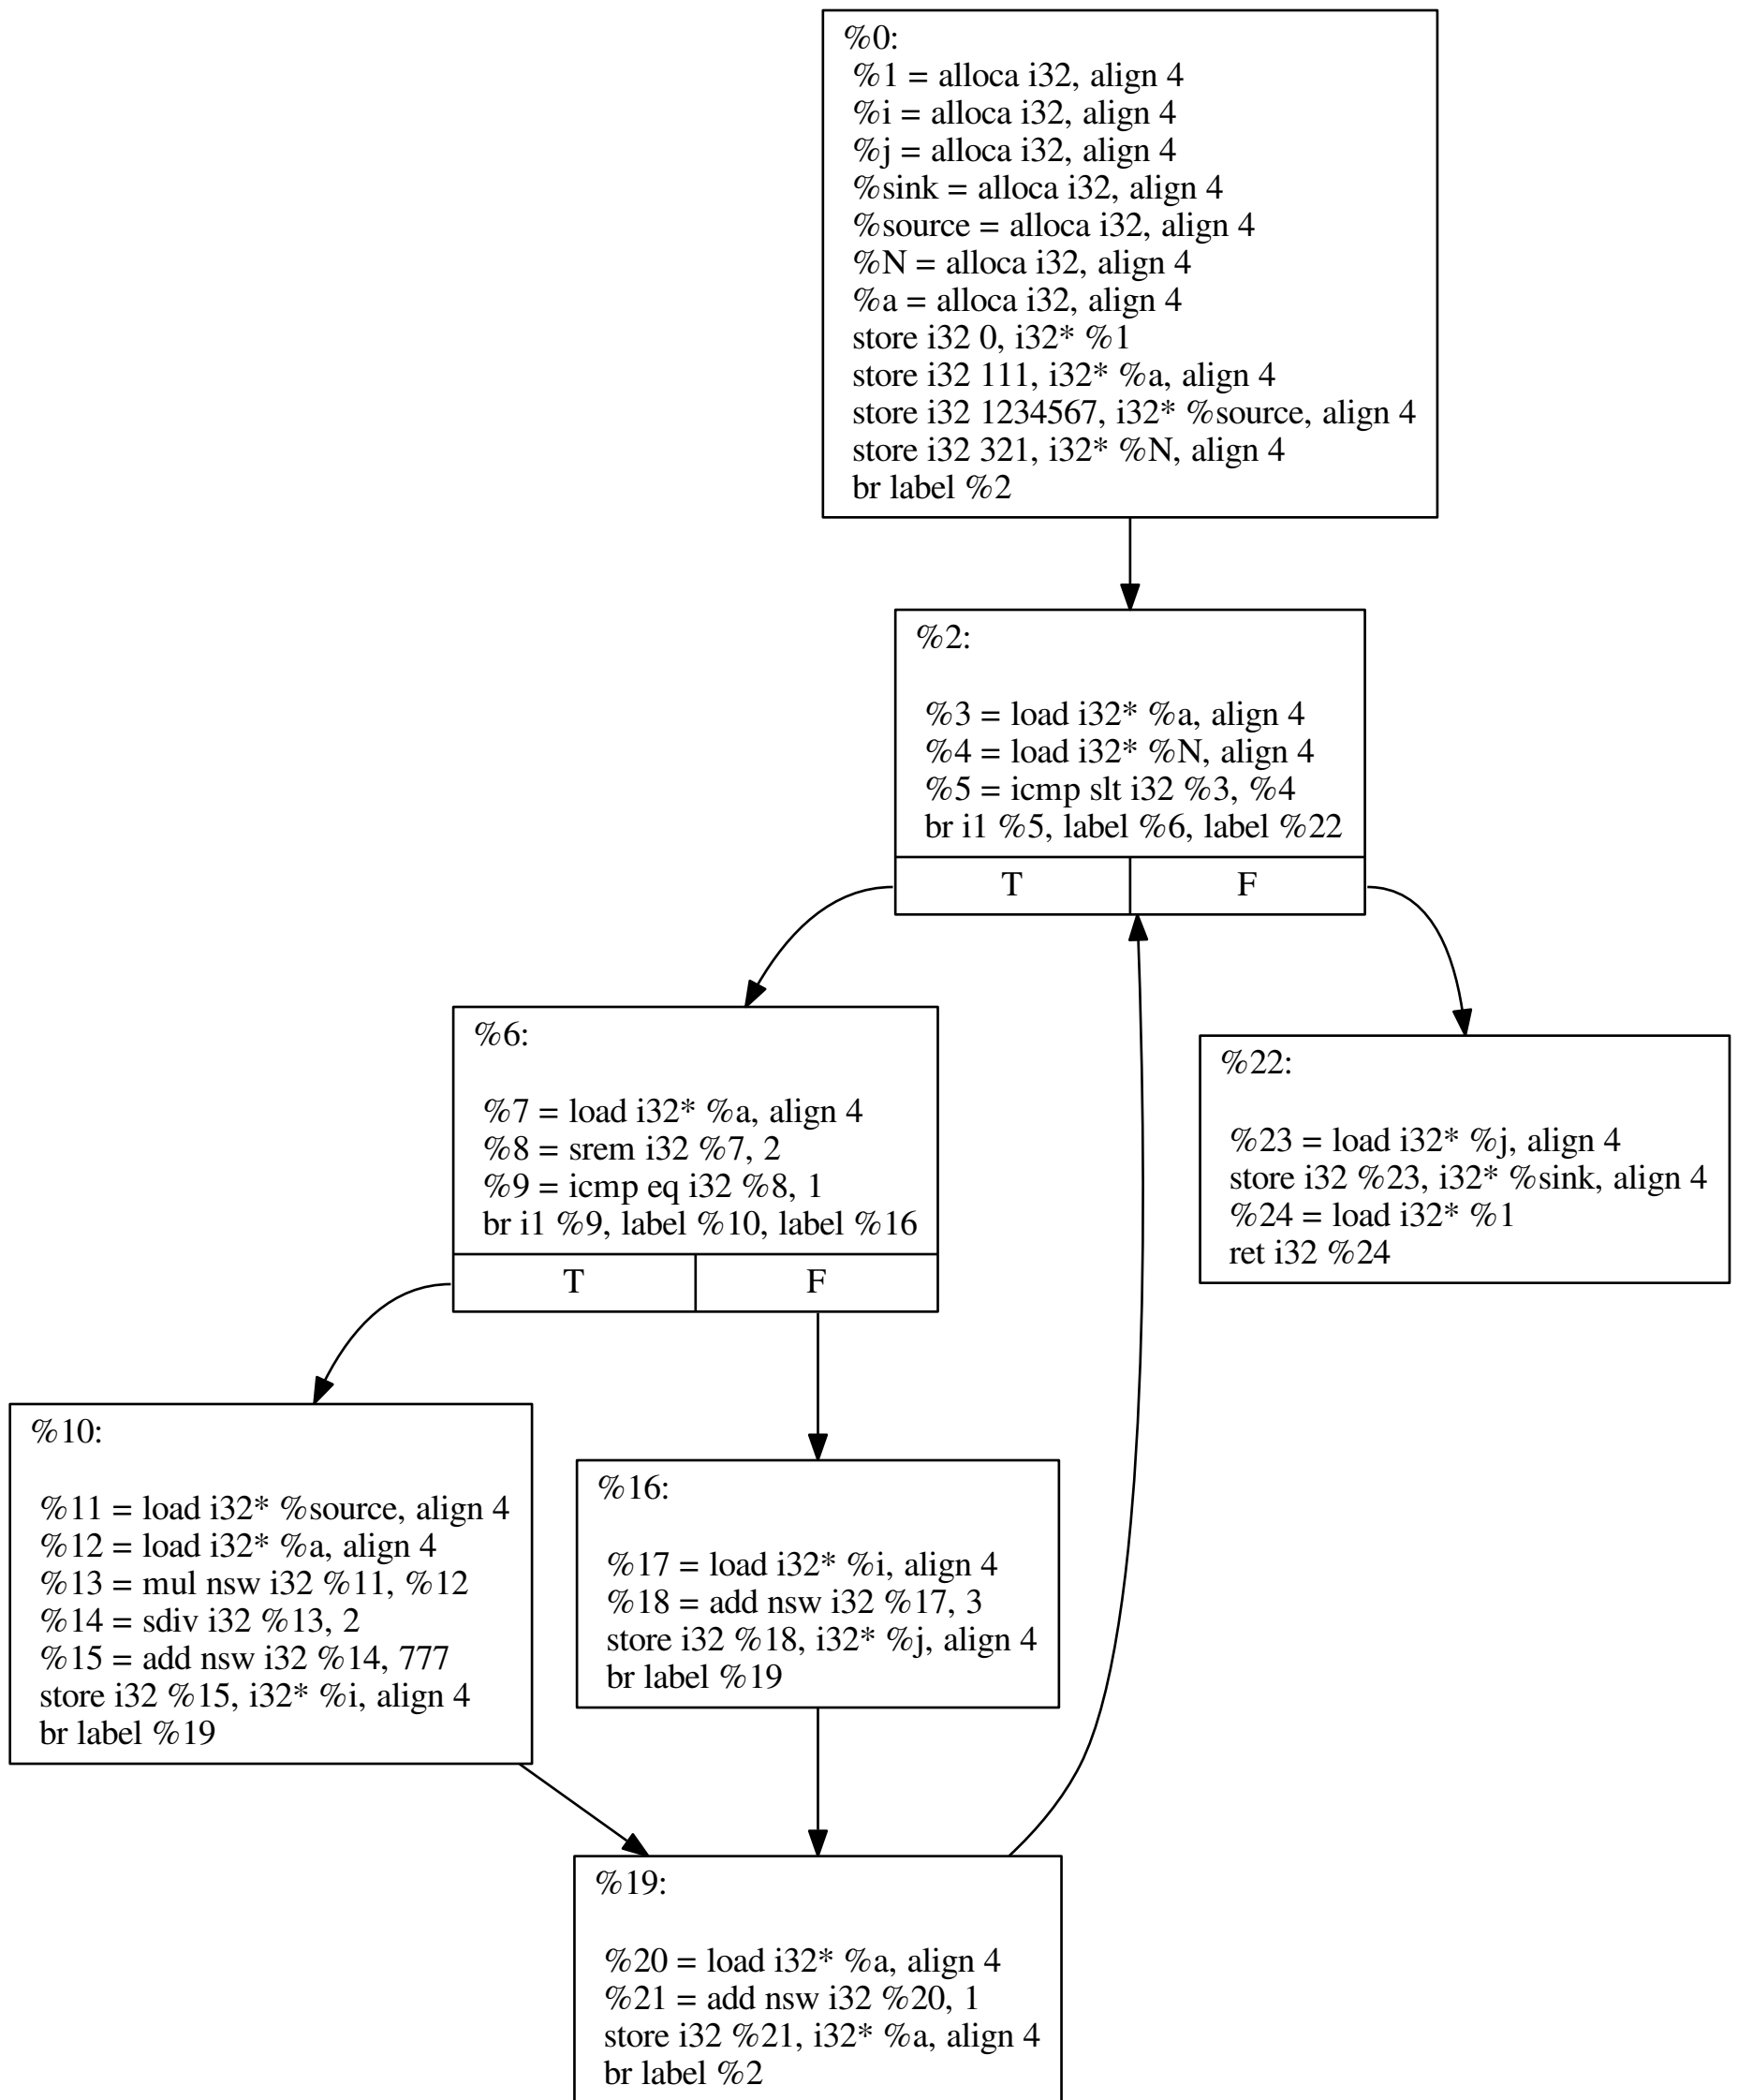 %0:
%1 = alloca i32, align 4
%i = alloca i32, align 4
%j = alloca i32, align 4
%sink = alloca i32, align 4
%source = alloca i32, align 4
%N = alloca i32, align 4
%a = alloca i32, align 4
store i32 0, i32* %1
store i32 111, i32* %a, align 4
store i32 1234567, i32* %source, align 4
store i32 321, i32* %N, align 4
br label %2
%2:
%3 = load i32* %a, align 4
%4 = load i32* %N, align 4
%5 = icmp slt i32 %3, %4
br i1 %5, label %6, label %22
T
F
%6:
%7 = load i32* %a, align 4
%8 = srem i32 %7, 2
%9 = icmp eq i32 %8, 1
br i1 %9, label %10, label %16
T
F
%22:
%23 = load i32* %j, align 4
store i32 %23, i32* %sink, align 4
%24 = load i32* %1
ret i32 %24
%10:
%11 = load i32* %source, align 4
%12 = load i32* %a, align 4
%13 = mul nsw i32 %11, %12
%14 = sdiv i32 %13, 2
%15 = add nsw i32 %14, 777
store i32 %15, i32* %i, align 4
br label %19
%16:
%17 = load i32* %i, align 4
%18 = add nsw i32 %17, 3
store i32 %18, i32* %j, align 4
br label %19
%19:
%20 = load i32* %a, align 4
%21 = add nsw i32 %20, 1
store i32 %21, i32* %a, align 4
br label %2